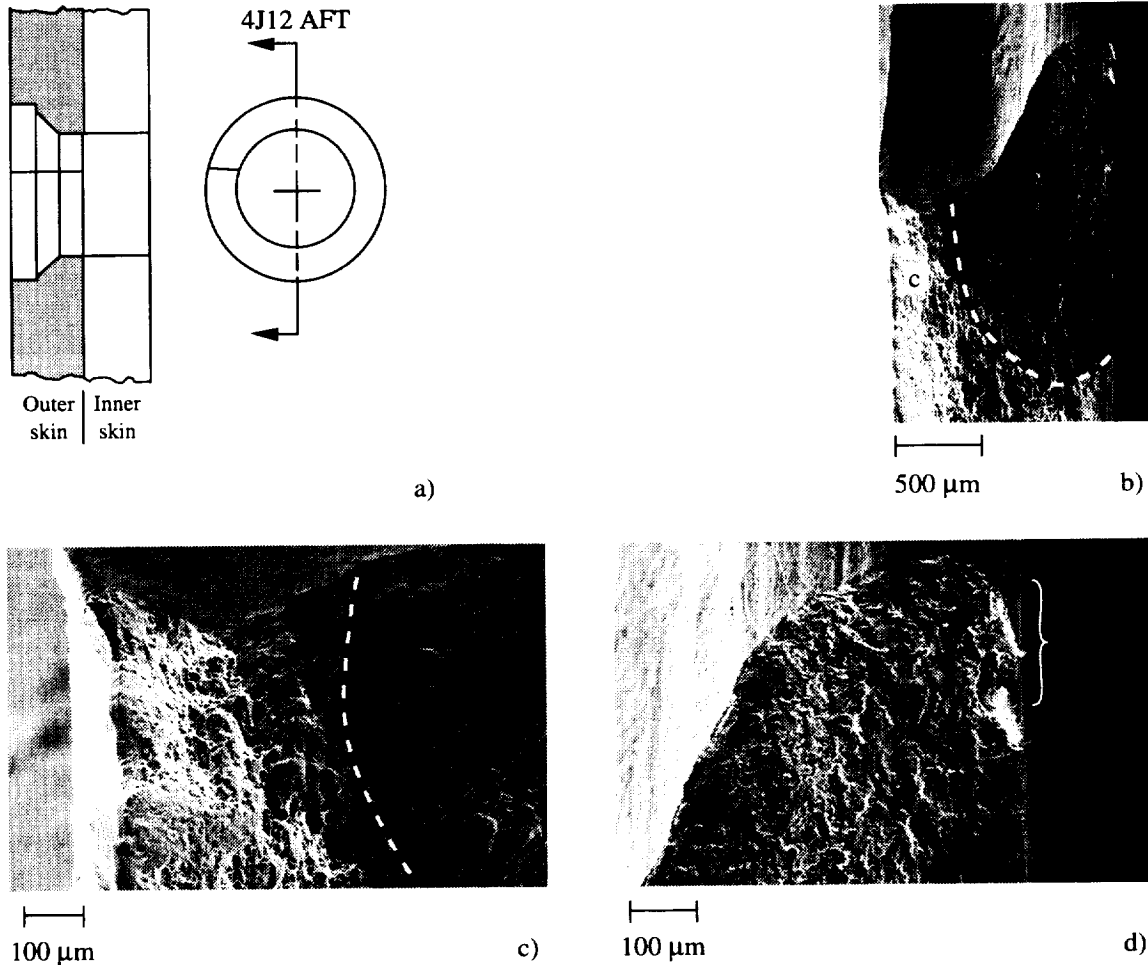 4J12 AFT
Outer skin
Inner skin
a)
c
500 μm
b)
100 μm
c)
100 μm
d)